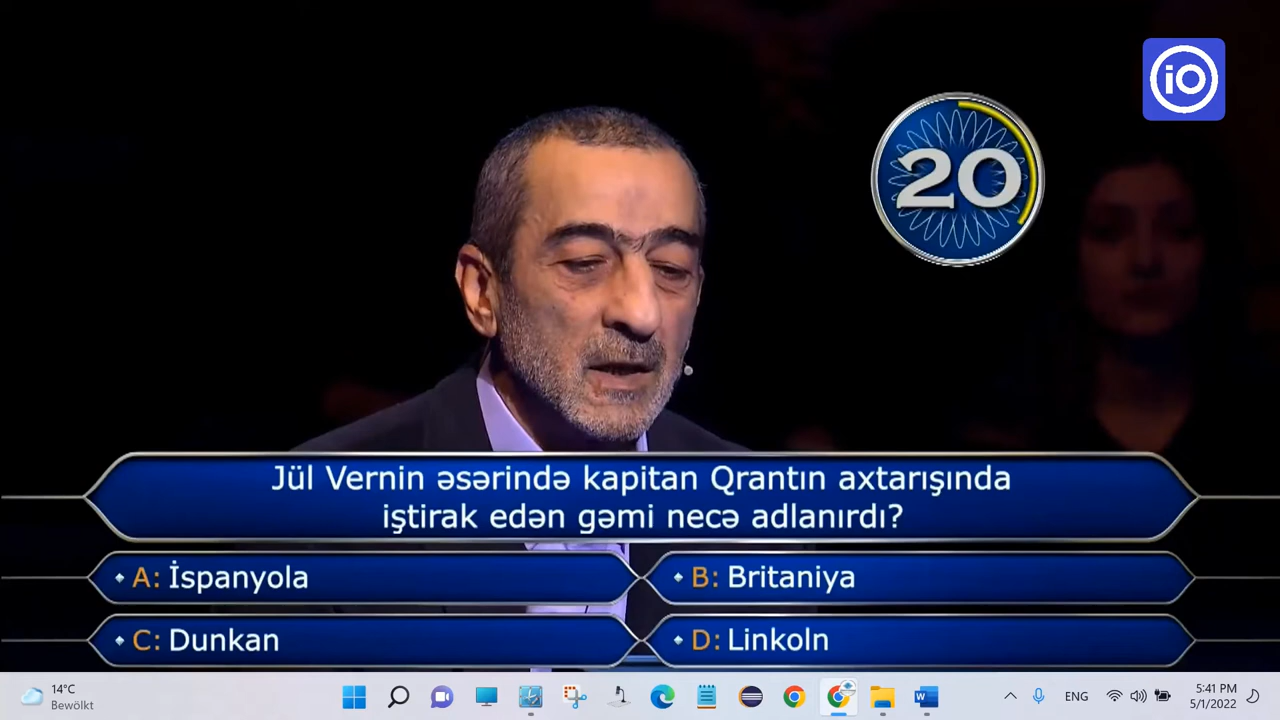 iO
20
Jül Vernin əsərində kapitan Qrantın axtarışında
iştirak edən gəmi necə adlanırdı?
A: İspanyola
B: Britaniya
C: Dunkan
D: Linkoln
14°C
Bewölkt
ENG
5:41 PM
5/1/2022